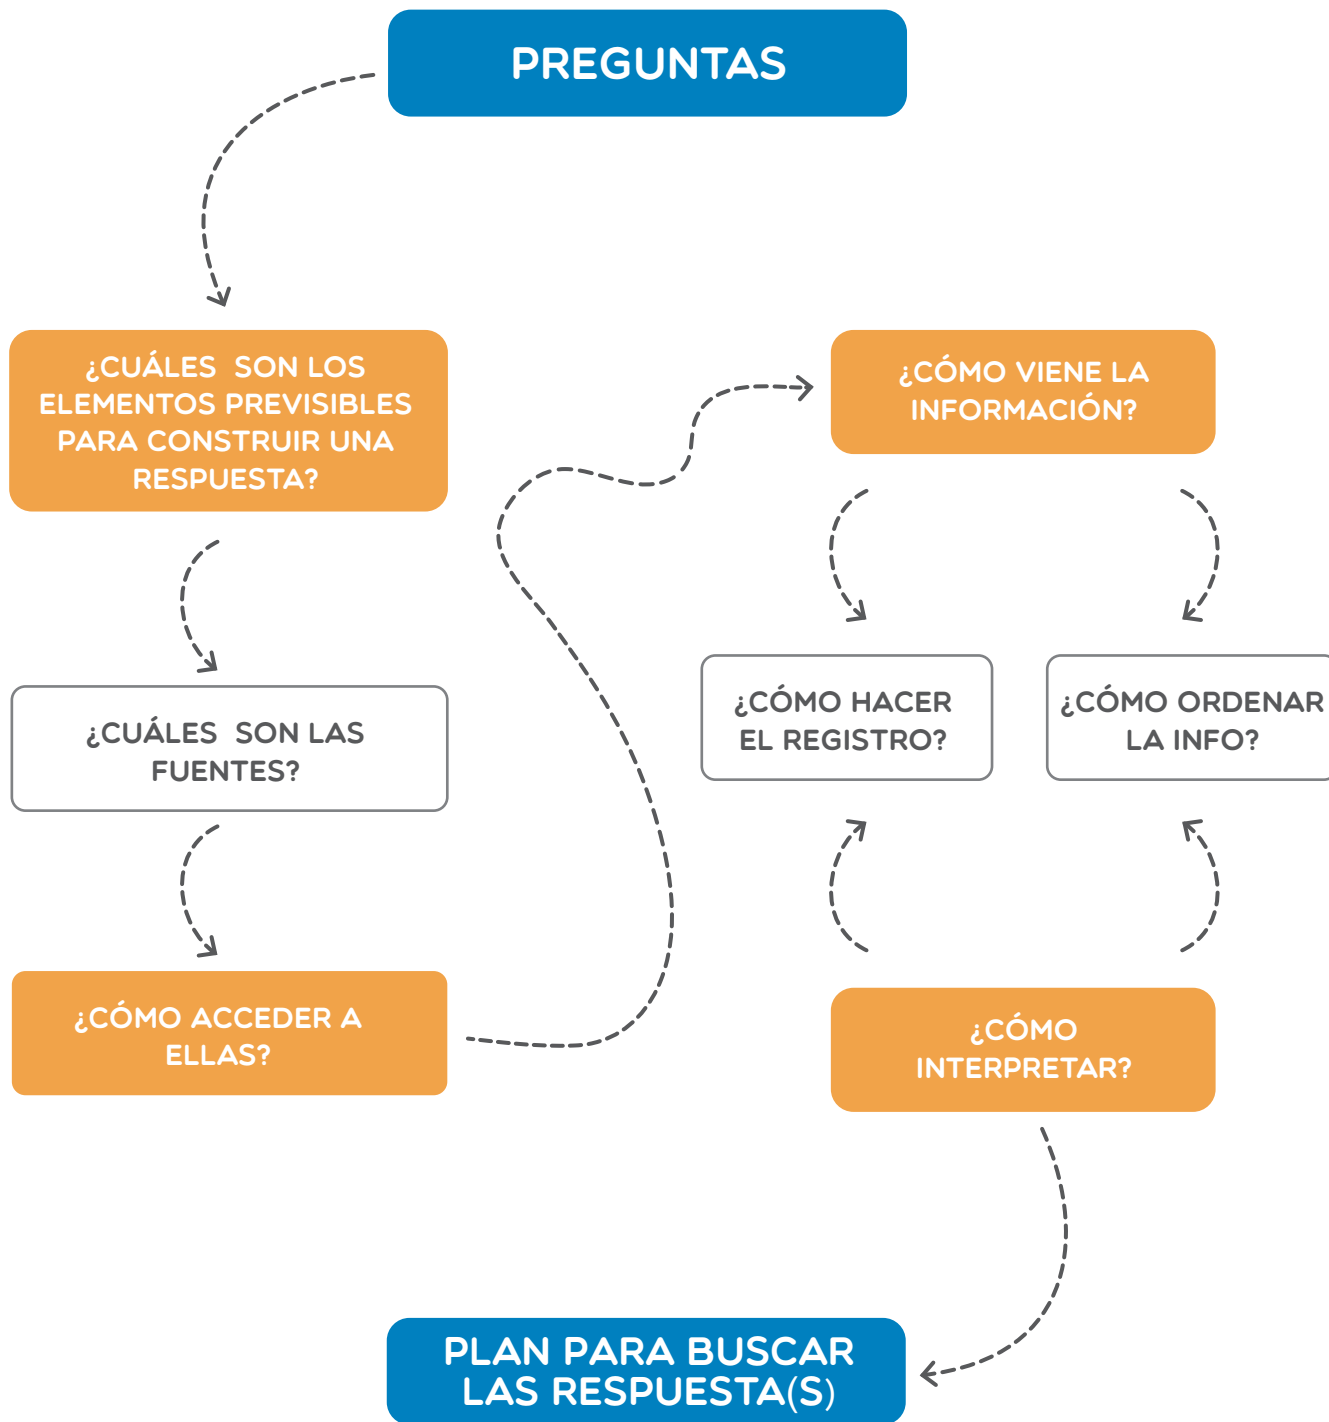 PREGUNTAS
¿CUÁLES SON LOS
ELEMENTOS PREVISIBLES
PARA CONSTRUIR UNA
RESPUESTA?
¿CUÁLES SON LAS
FUENTES?
¿CÓMO ACCEDER A
ELLAS?
¿CÓMO VIENE LA
INFORMACIÓN?
¿CÓMO HACER
EL REGISTRO?
¿CÓMO ORDENAR
LA INFO?
¿CÓMO
INTERPRETAR?
PLAN PARA BUSCAR
LAS RESPUESTA(S)